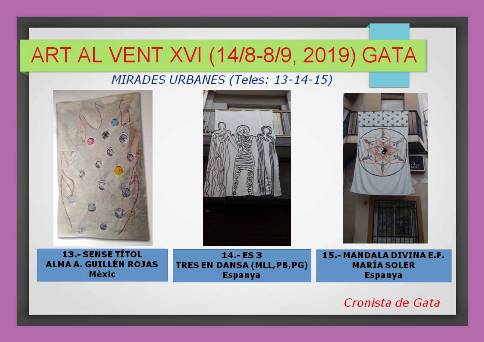 ART AL VENT XVI (14/8-8/9, 2019) GATA
MIRADES URBANES (Teles: 13-14-15)
13.- SENSE TÍTOL
ALMA A. GUILLÉN ROJAS
Mèxic
14.- ES 3
TRES EN DANSA (MLL,PB,PG)
Espanya
15.- MANDALA DIVINA E.F.
MARÍA SOLER
Espanya
Cronista de Gata